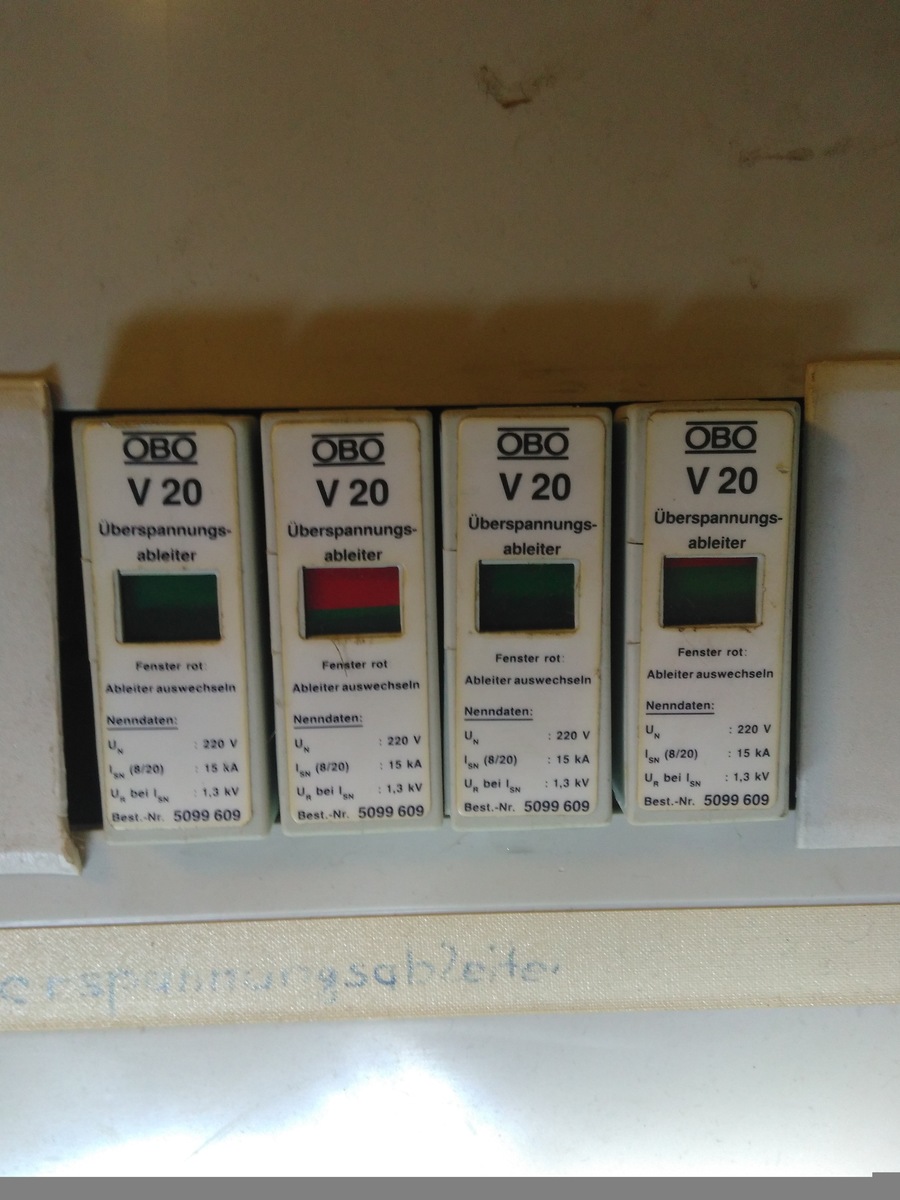 OBO
V 20
Überspannungs-
ableiter
Fenster rot:
Ableiter auswechseln
Nenndaten:
UN : 220 V
ISN (8/20) : 15 kA
UR bei ISN : 1,3 kV
Best.-Nr. 5099 609
OBO
V 20
Überspannungs-
ableiter
Fenster rot
Ableiter auswechseln
Nenndaten:
UN : 220 V
ISN (8/20) : 15 kA
UR bei ISN : 1,3 kV
Best.-Nr. 5099 609
OBO
V 20
Überspannungs-
ableiter
Fenster rot:
Ableiter auswechseln
Nenndaten:
UN : 220 V
ISN (8/20) : 15 kA
UR bei ISN : 1,3 kV
Best.-Nr. 5099 609
OBO
V 20
Überspannungs-
ableiter
Fenster rot:
Ableiter auswechseln
Nenndaten:
UN : 220 V
ISN (8/20) : 15 kA
UR bei ISN : 1,3 kV
Best.-Nr. 5099 609
erspannungsableiter